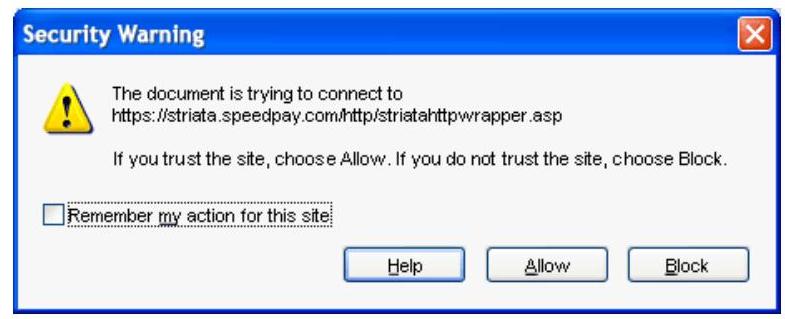 Security Warning
The document is trying to connect to
https://striata.speedpay.com/http/striatahttpwrapper.asp
If you trust the site, choose Allow. If you do not trust the site, choose Block.
Remember my action for this site
Help Allow Block